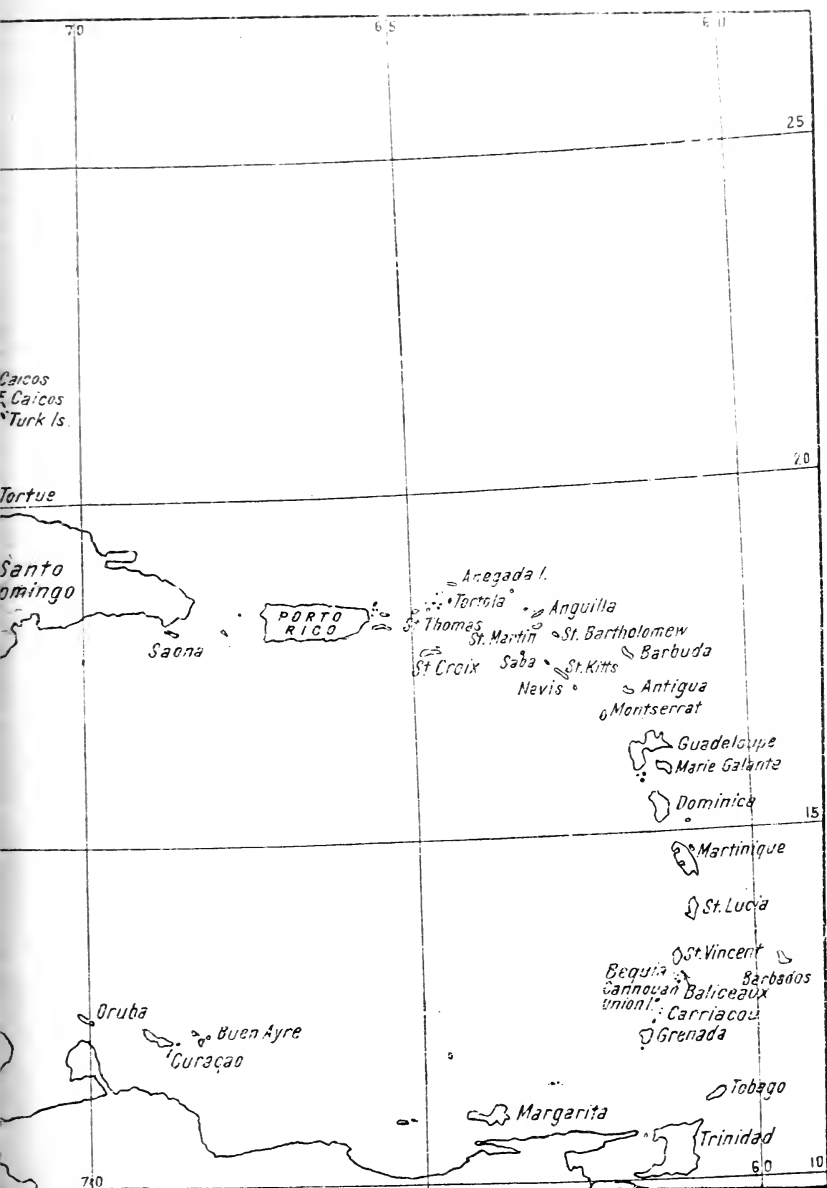 70
65
60
25
Caicos
Caicos
Turk Is.
20
Tortue
Santo
omingo
Saona
PORTO
RICO
Anegada I.
Tortola
St Thomas
Anguilla
St. Martin
St. Bartholomew
St Croix
Saba
St. Kitts
Barbuda
Nevis
Antigua
Montserrat
Guadeloupe
Marie Galante
Dominica
15
Martinique
St. Lucia
St. Vincent
Bequia
Barbados
Cannouan
Baliceaux
Union I.
Carriacou
Grenada
Oruba
Buen Ayre
Curaçao
Tobago
Margarita
Trinidad
70
60
10